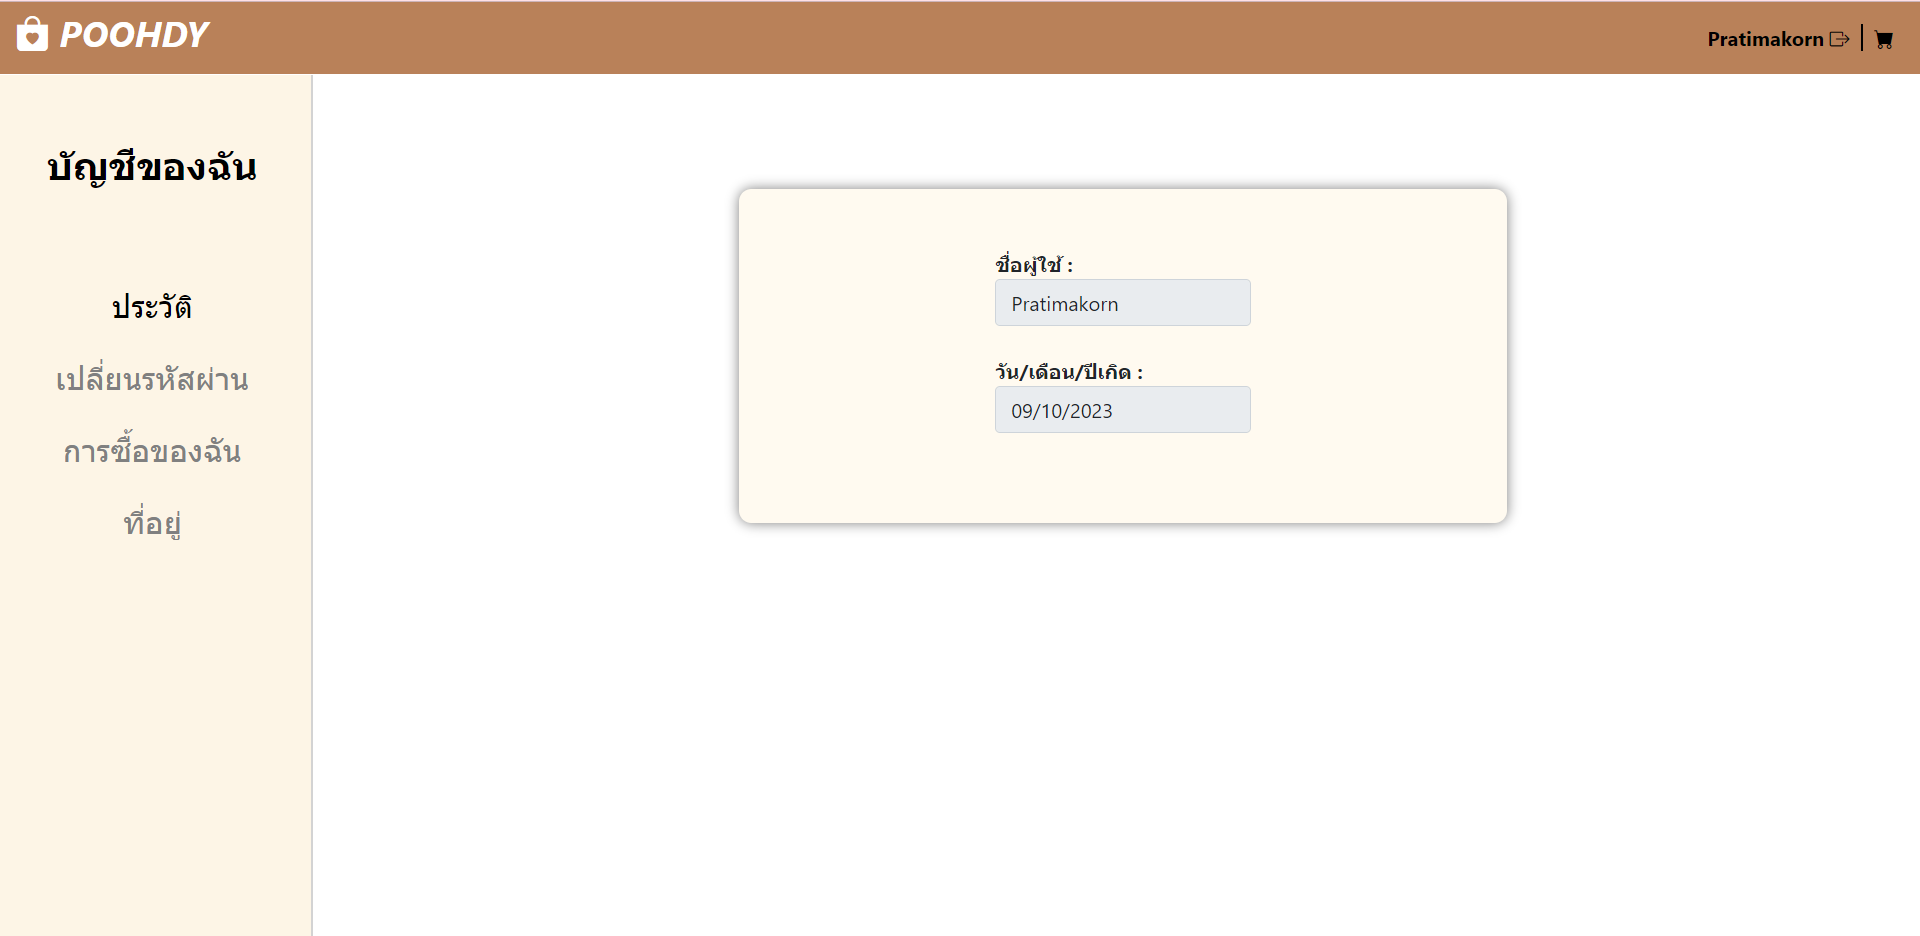 POOHDY
Pratimakorn
บัญชีของฉัน
ประวัติ
เปลี่ยนรหัสผ่าน
การซื้อของฉัน
ที่อยู่
ชื่อผู้ใช้ :
Pratimakorn
วัน/เดือน/ปีเกิด :
09/10/2023